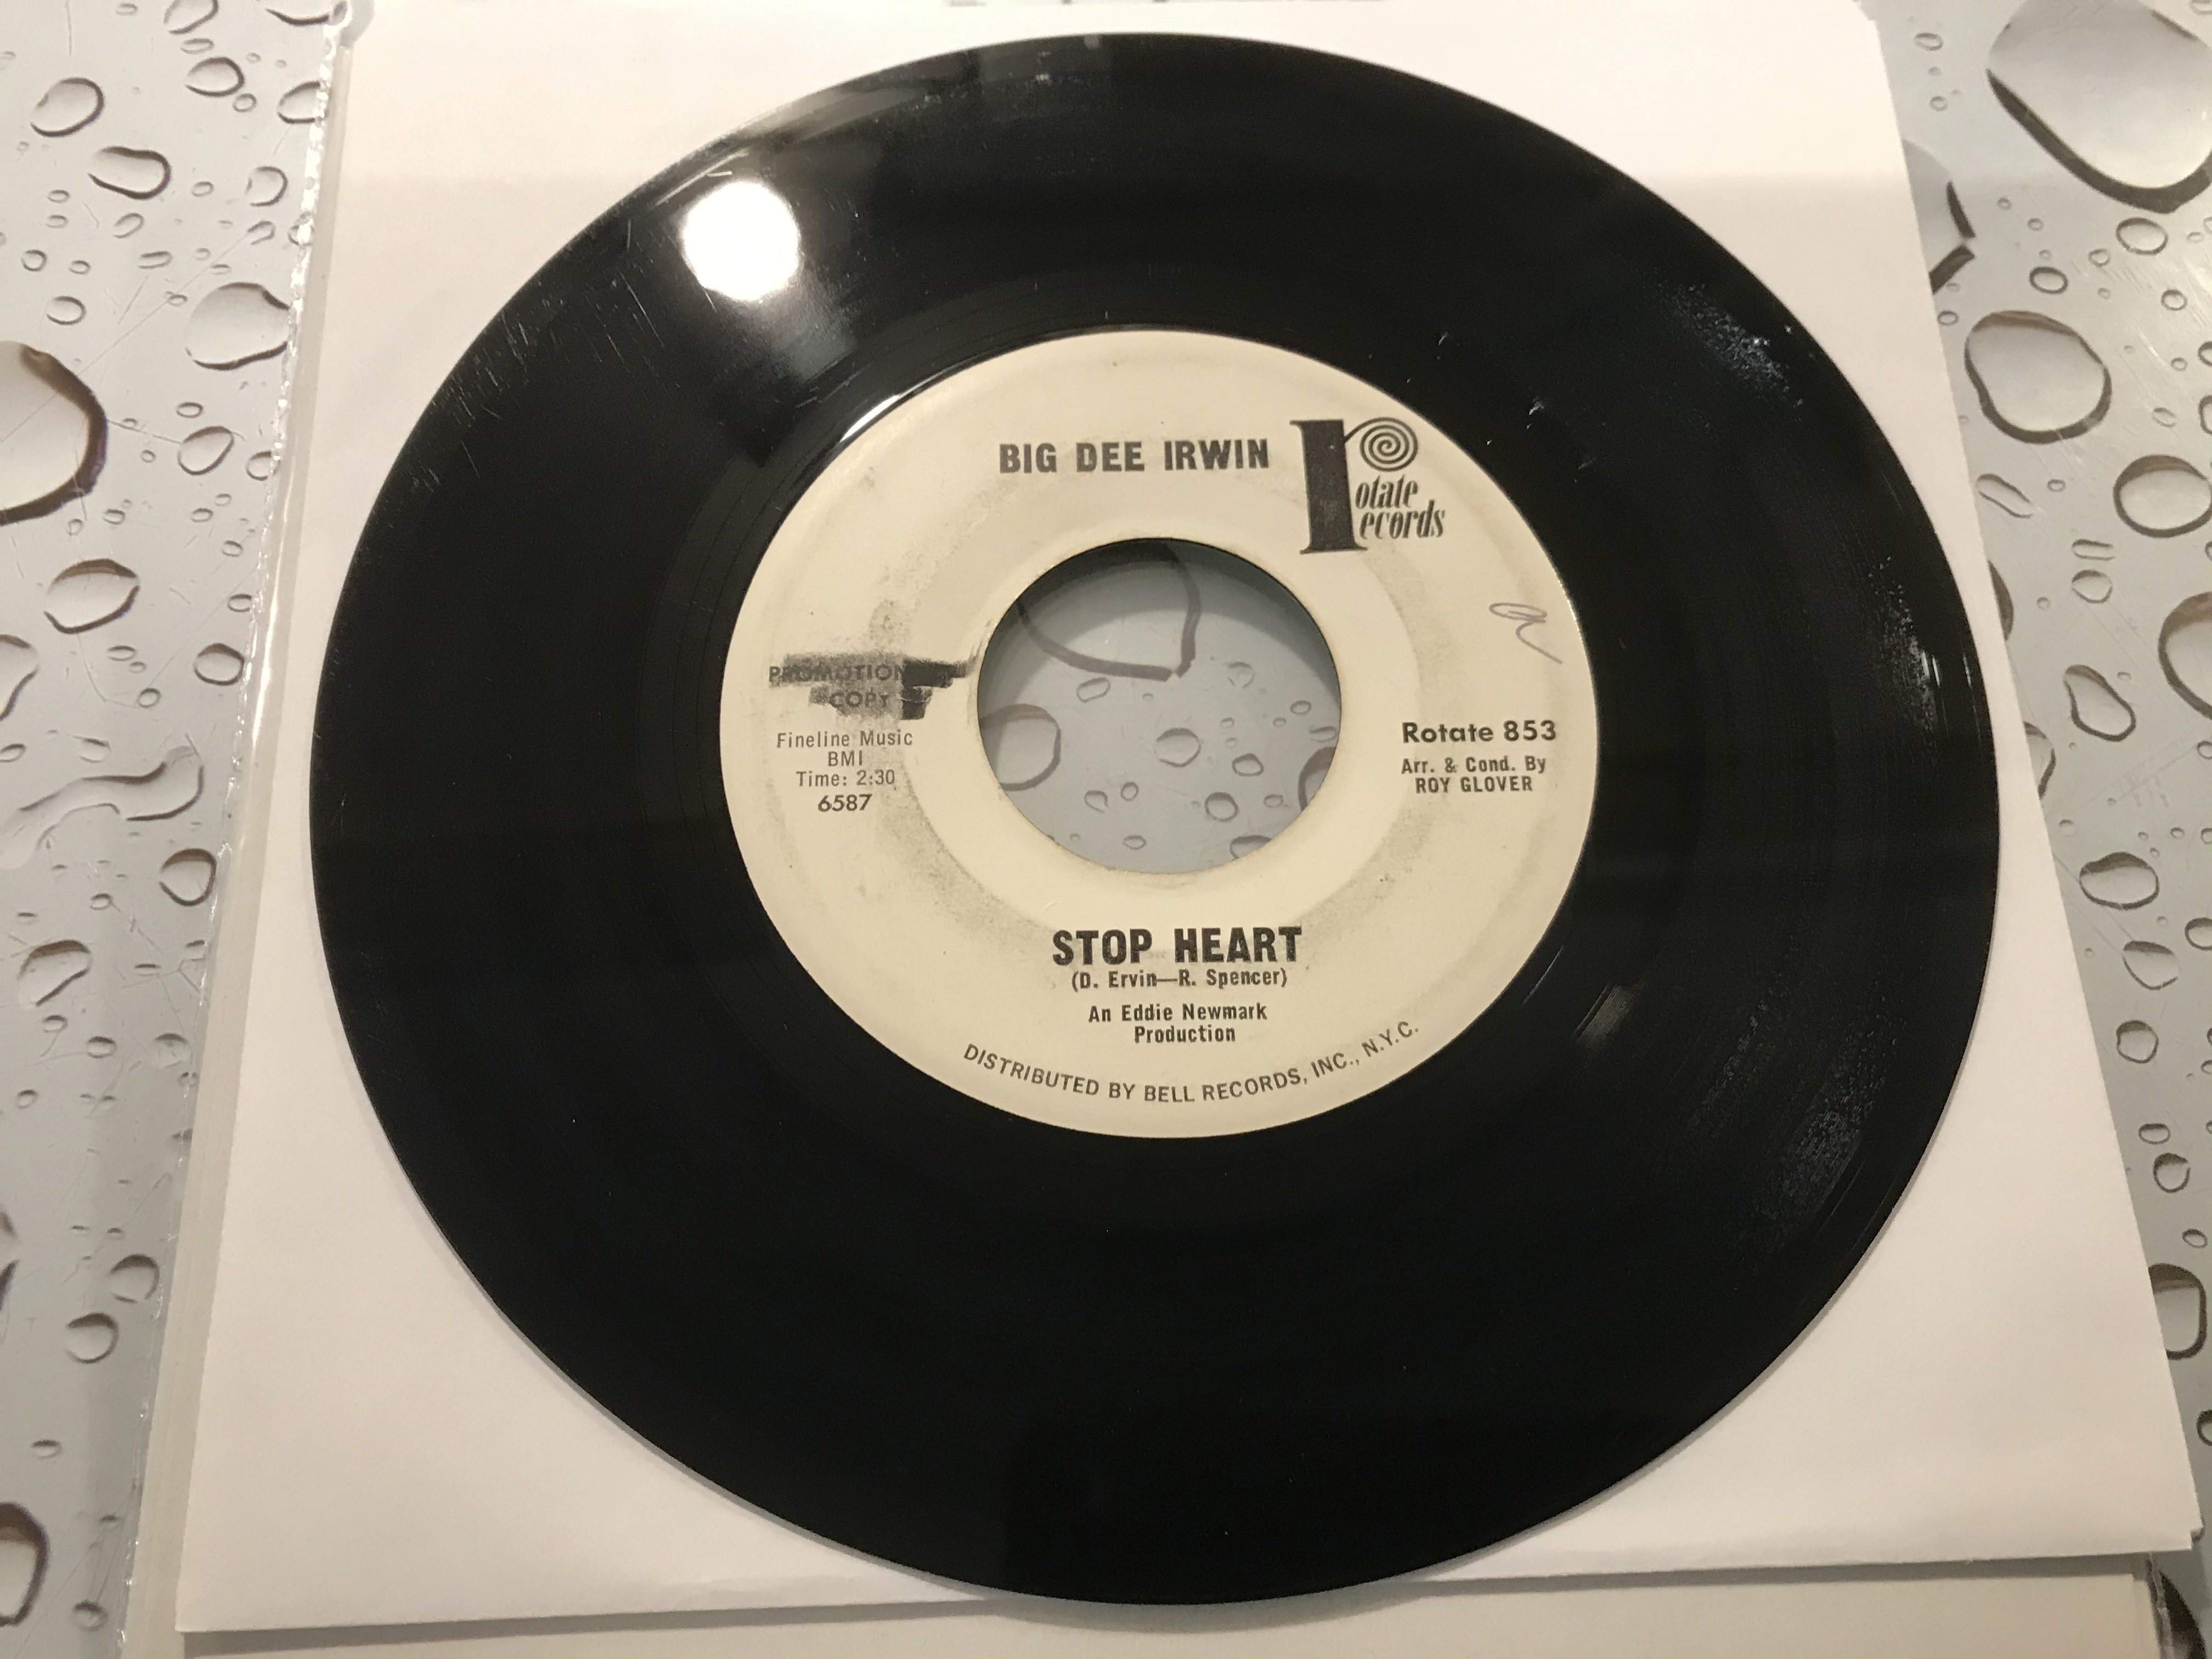 BIG DEE IRWIN
rotate
records
PROMOTION
COPY
Fineline Music
BMI
Time: 2:30
6587
Rotate 853
Arr. & Cond. By
ROY GLOVER
STOP HEART
(D. Ervin—R. Spencer)
An Eddie Newmark
Production
DISTRIBUTED BY BELL RECORDS, INC., N.Y.C.